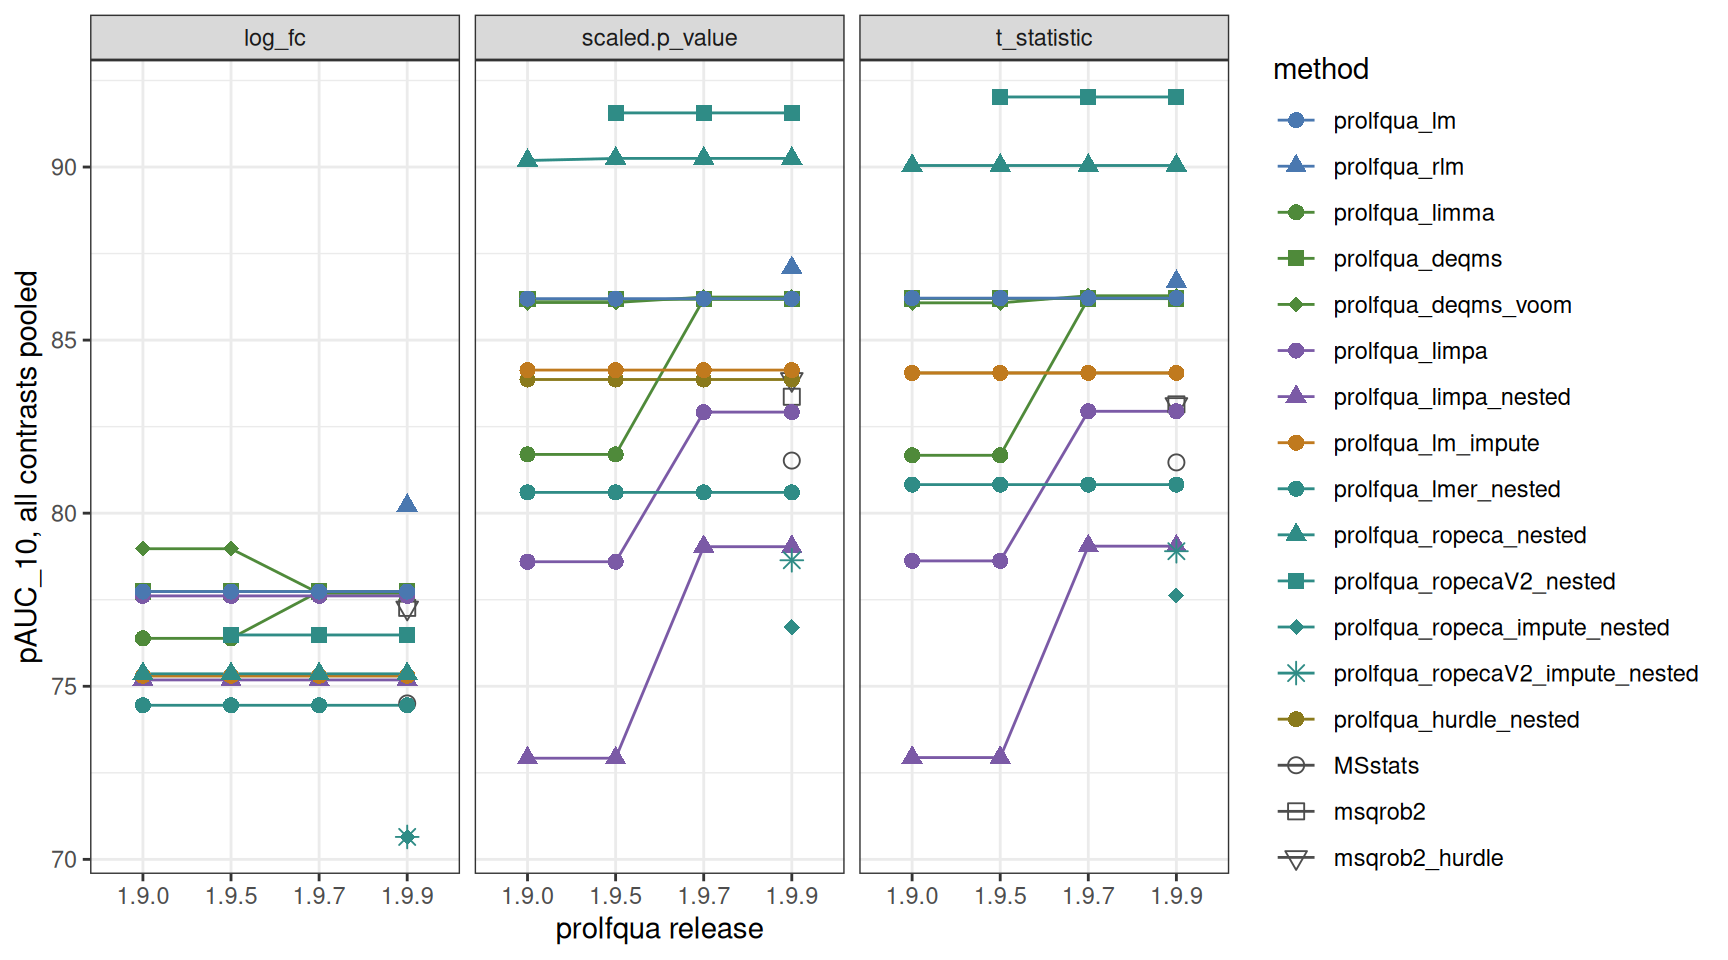 log_fc
scaled.p_value
t_statistic
pAUC_10, all contrasts pooled
90
85
80
75
70
1.9.0 1.9.5 1.9.7 1.9.9
1.9.0 1.9.5 1.9.7 1.9.9
1.9.0 1.9.5 1.9.7 1.9.9
prolfqua release
method
prolfqua_lm
prolfqua_rlm
prolfqua_limma
prolfqua_deqms
prolfqua_deqms_voom
prolfqua_limpa
prolfqua_limpa_nested
prolfqua_lm_impute
prolfqua_lmer_nested
prolfqua_ropeca_nested
prolfqua_ropecaV2_nested
prolfqua_ropeca_impute_nested
prolfqua_ropecaV2_impute_nested
prolfqua_hurdle_nested
MSstats
msqrob2
msqrob2_hurdle